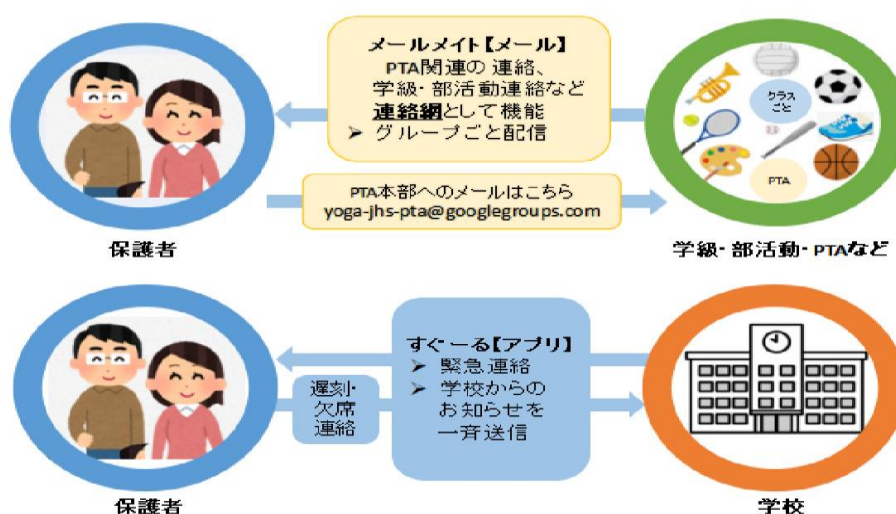 メールメイト【メール】
PTA関連の連絡、
学級・部活動連絡など
連絡網として機能
➤ グループごと配信
クラス
ごと
PTA
PTA本部へのメールはこちら
yoga-jhs-pta@googlegroups.com
保護者
学級・部活動・PTAなど
すぐーる【アプリ】
➤ 緊急連絡
➤ 学校からの
お知らせを
一斉送信
遅刻・
欠席
連絡
保護者
学校